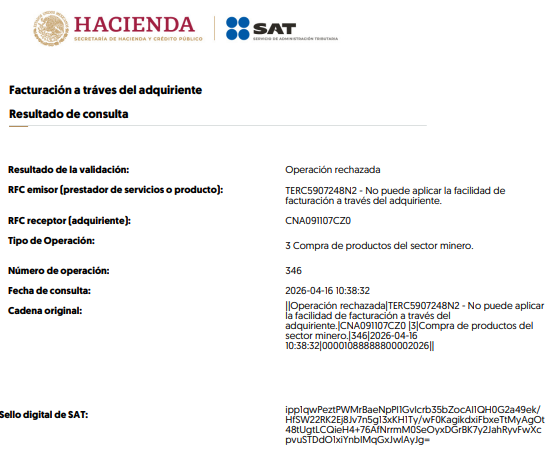 HACIENDA
SECRETARÍA DE HACIENDA Y CRÉDITO PÚBLICO
SAT
SERVICIO DE ADMINISTRACIÓN TRIBUTARIA
Facturación a tráves del adquiriente
Resultado de consulta
Resultado de la validación: Operación rechazada
RFC emisor (prestador de servicios o producto): TERC5907248N2 - No puede aplicar la facilidad de
facturación a través del adquiriente.
RFC receptor (adquiriente): CNA091107CZ0
Tipo de Operación: 3 Compra de productos del sector minero.
Número de operación: 346
Fecha de consulta: 2026-04-16 10:38:32
Cadena original: ||Operación rechazada|TERC5907248N2 - No puede aplicar
la facilidad de facturación a través del
adquiriente.|CNA091107CZ0 |3|Compra de productos del
sector minero.|346|2026-04-16
10:38:32|00001088888800002026||
Sello digital de SAT: ipp1qwPeztPWMrBaeNpPI1GvIcrb35bZocAl1QH0G2a49ek/
HfSW22RK2Ej8Jv7n5g13xKH1Ty/wF0KagikdxiFbxeTtMyAgOt
48tUgtLCQieH4+76AfNrrmM0SeOyxDGrBK7y2JahRyvFwXc
pvuSTDdO1xiYnbIMqGxJwlAyJg=